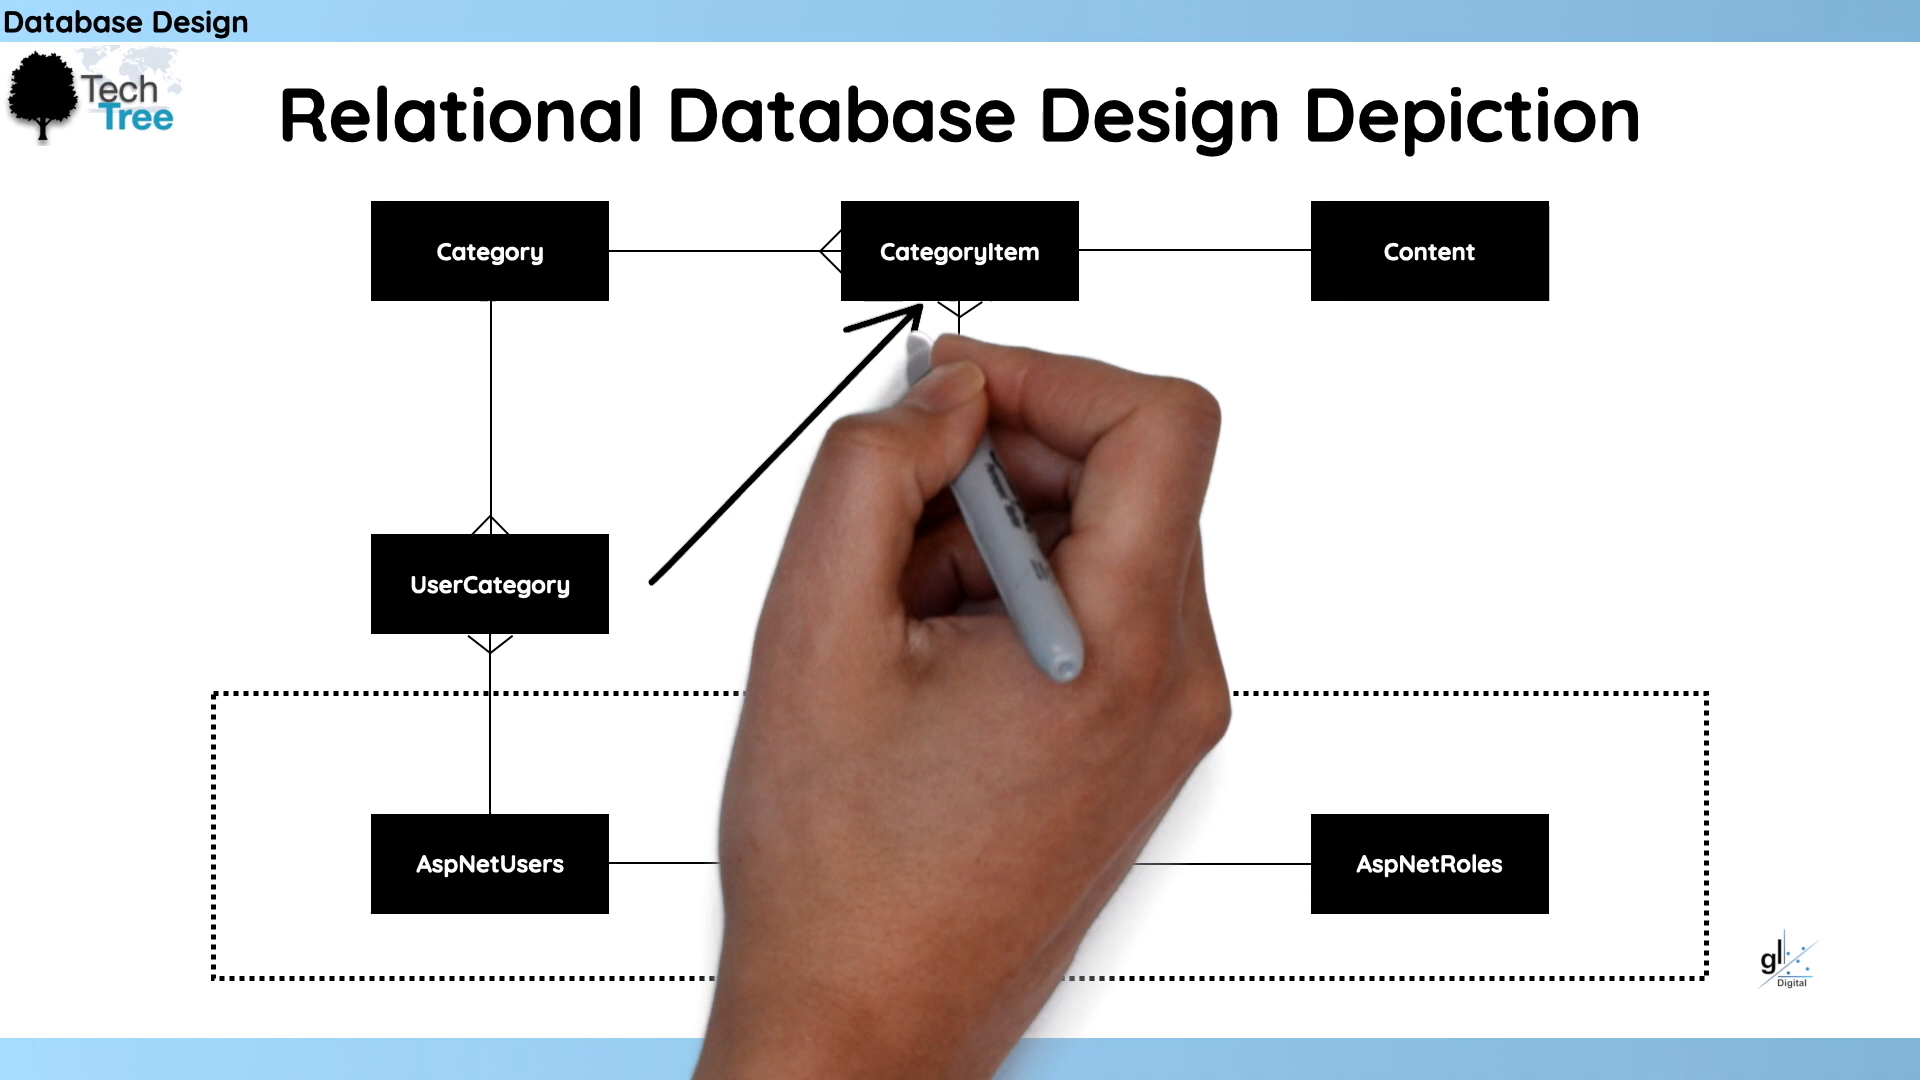 Database Design
Tech
Tree
Relational Database Design Depiction
Category
CategoryItem
Content
UserCategory
AspNetUsers
AspNetRoles
gl
Digital